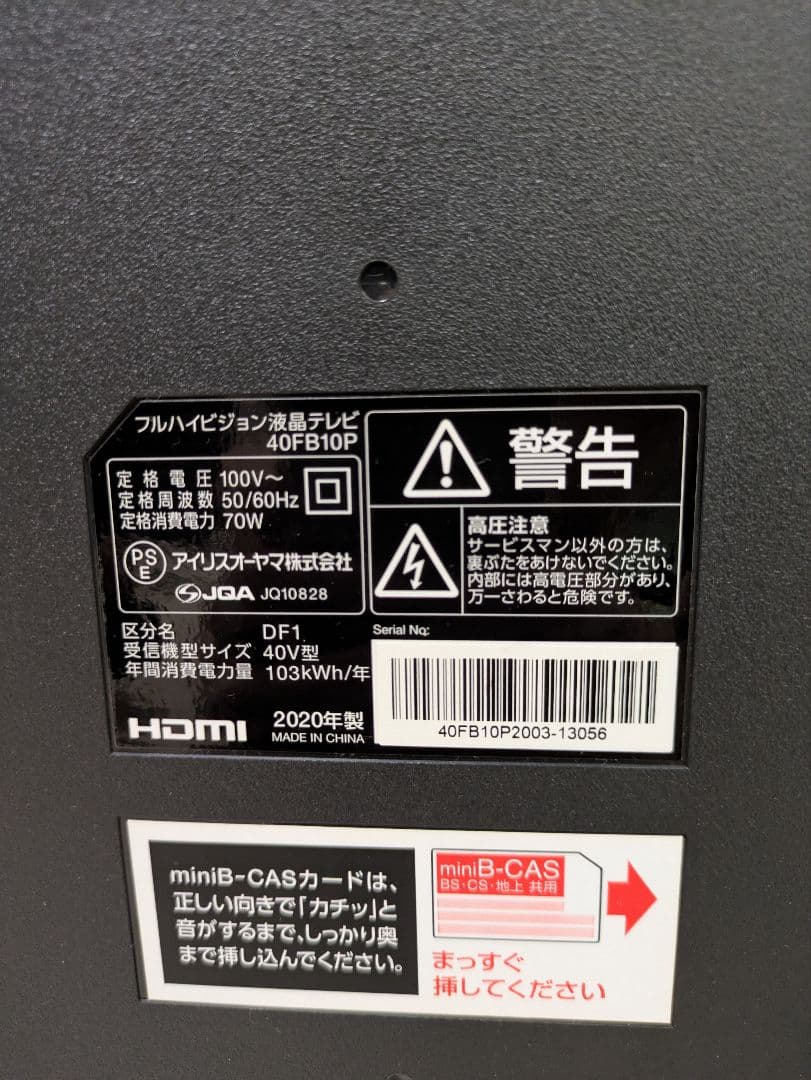 フルハイビジョン液晶テレビ
40FB10P
定格電圧 100V～
定格周波数 50/60Hz
定格消費電力 70W
PS
E
アイリスオーヤマ株式会社
JQA JQ10828
区分名 DF1
受信機型サイズ 40V型
年間消費電力量 103kWh/年
HDMI
2020年製
MADE IN CHINA
警告
高圧注意
サービスマン以外の方は、
裏ぶたをあけないでください。
内部には高電圧部分があり、
万一さわると危険です。
Serial No:
40FB10P2003-13056
miniB-CASカードは、
正しい向きで「カチッ」と
音がするまで、しっかり奥
まで挿し込んでください。
miniB-CAS
BS・CS・地上 共用
まっすぐ
挿してください